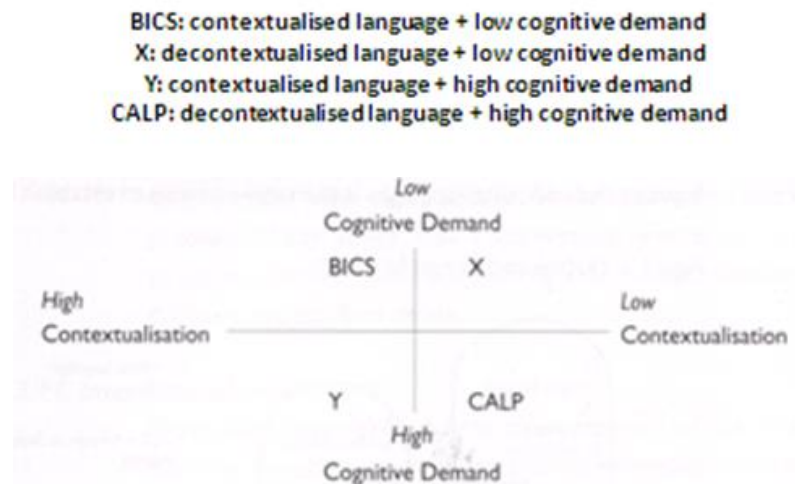 BICS: contextualised language + low cognitive demand
X: decontextualised language + low cognitive demand
Y: contextualised language + high cognitive demand
CALP: decontextualised language + high cognitive demand
Low
Cognitive Demand
BICS X
High Low
Contextualisation Contextualisation
Y CALP
High
Cognitive Demand